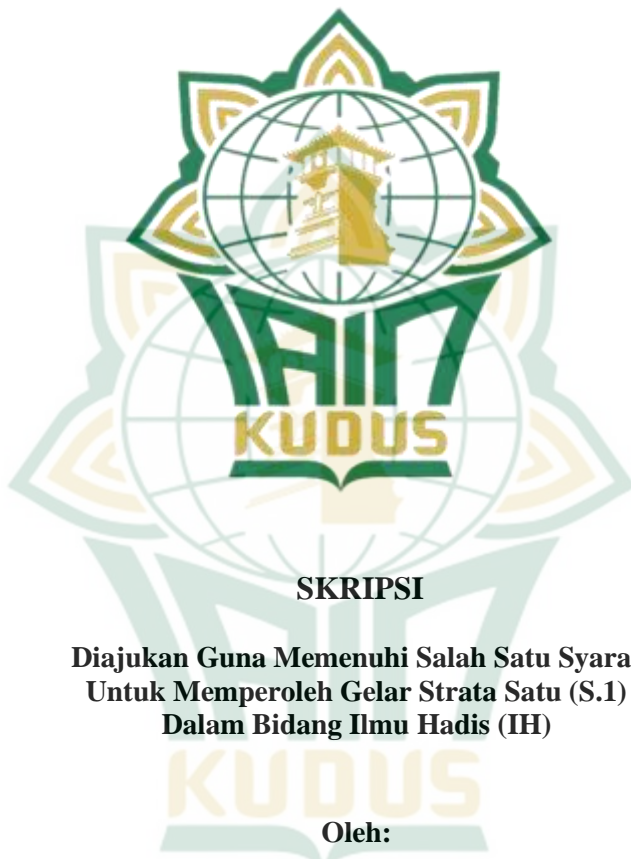 IAIN
KUDUS
SKRIPSI
Diajukan Guna Memenuhi Salah Satu Syara
Untuk Memperoleh Gelar Strata Satu (S.1)
Dalam Bidang Ilmu Hadis (IH)
KUDUS
Oleh: